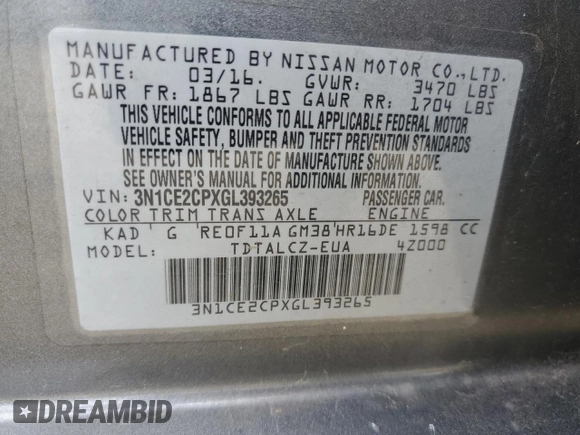 MANUFACTURED BY NISSAN MOTOR CO.,LTD.
DATE: 03/16. GVWR: 3470 LBS
GAWR FR: 1867 LBS GAWR RR: 1704 LBS
THIS VEHICLE CONFORMS TO ALL APPLICABLE FEDERAL MOTOR
VEHICLE SAFETY, BUMPER AND THEFT PREVENTION STANDARDS
IN EFFECT ON THE DATE OF MANUFACTURE SHOWN ABOVE.
SEE OWNER'S MANUAL FOR ADDITIONAL INFORMATION.
VIN: 3N1CE2CPXGL393265 PASSENGER CAR.
COLOR TRIM TRANS AXLE ENGINE
KAD G RE0F11A GM38 HR16DE 1598 CC
MODEL: TDTALCZ-EUA 4Z000
3N1CE2CPXGL393265
DREAMBID